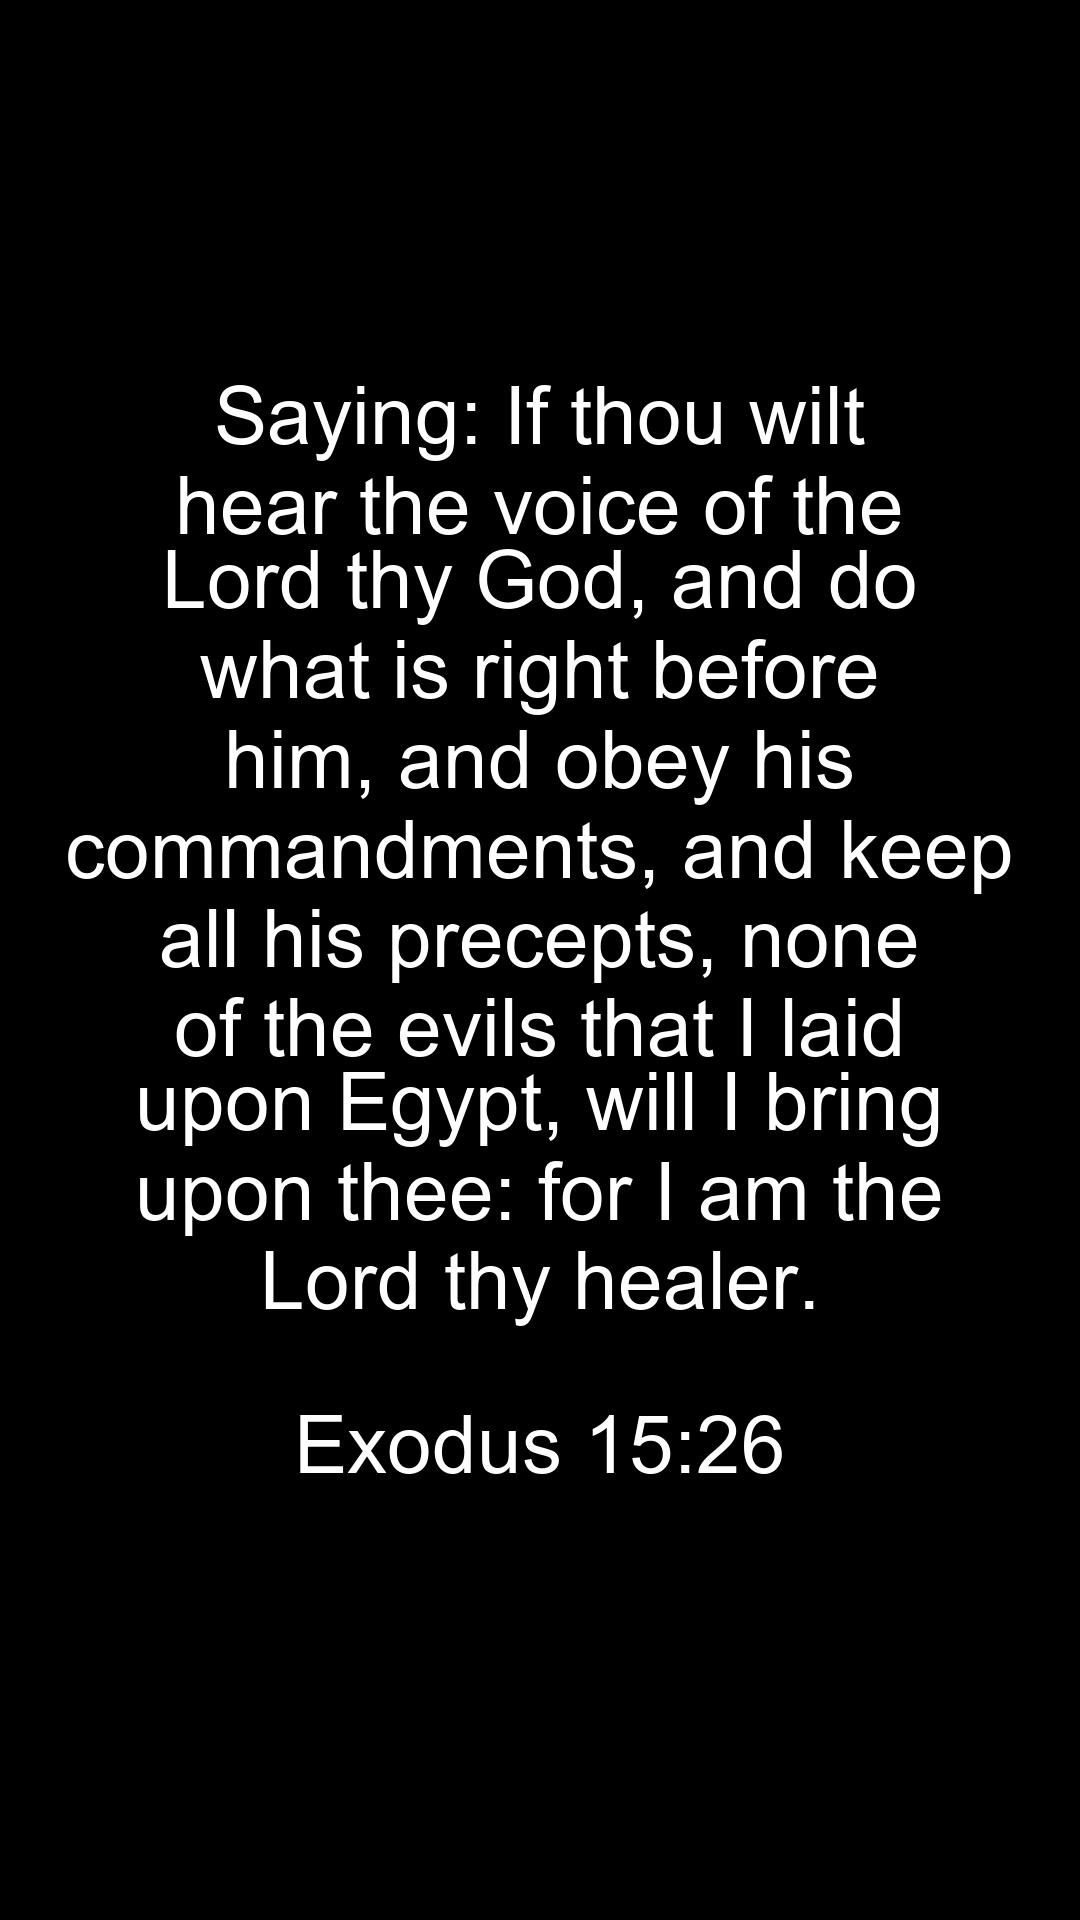 Saying: If thou wilt
hear the voice of the
Lord thy God, and do
what is right before
him, and obey his
commandments, and keep
all his precepts, none
of the evils that I laid
upon Egypt, will I bring
upon thee: for I am the
Lord thy healer.
Exodus 15:26